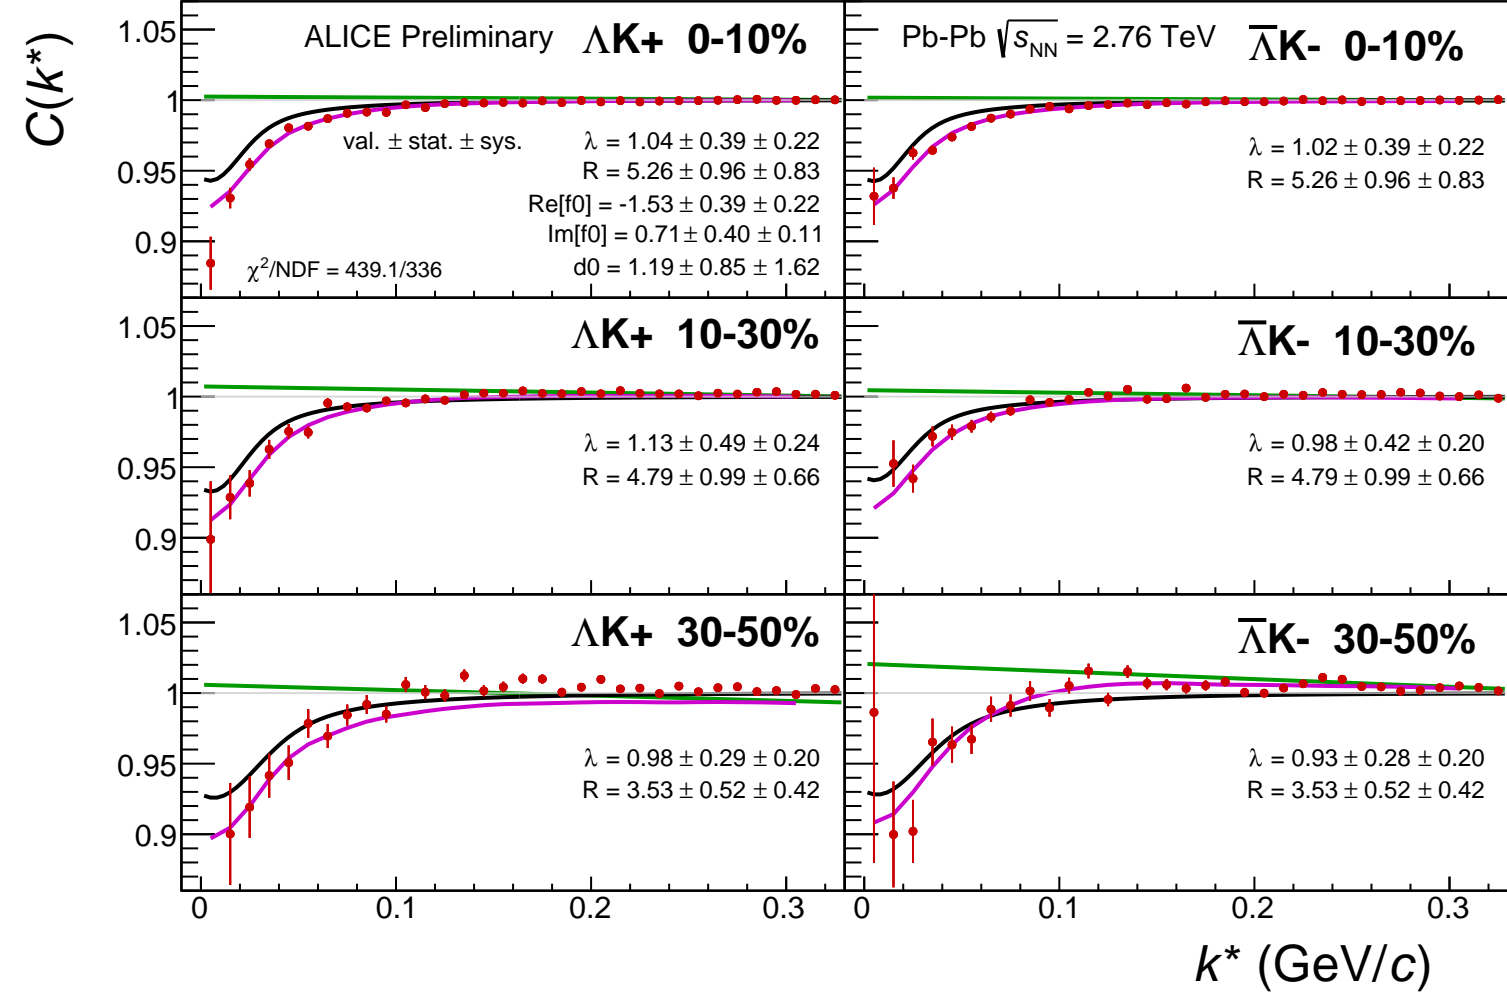 C(k*)
ALICE Preliminary ΛK+ 0-10%
1.05
1
0.95
0.9
val. ± stat. ± sys.
λ = 1.04 ± 0.39 ± 0.22
R = 5.26 ± 0.96 ± 0.83
Re[f0] = -1.53 ± 0.39 ± 0.22
Im[f0] = 0.71 ± 0.40 ± 0.11
d0 = 1.19 ± 0.85 ± 1.62
χ²/NDF = 439.1/336
Pb-Pb √sNN = 2.76 TeV Λ̅K- 0-10%
λ = 1.02 ± 0.39 ± 0.22
R = 5.26 ± 0.96 ± 0.83
ΛK+ 10-30%
1.05
1
0.95
0.9
λ = 1.13 ± 0.49 ± 0.24
R = 4.79 ± 0.99 ± 0.66
Λ̅K- 10-30%
λ = 0.98 ± 0.42 ± 0.20
R = 4.79 ± 0.99 ± 0.66
ΛK+ 30-50%
1.05
1
0.95
0.9
λ = 0.98 ± 0.29 ± 0.20
R = 3.53 ± 0.52 ± 0.42
Λ̅K- 30-50%
λ = 0.93 ± 0.28 ± 0.20
R = 3.53 ± 0.52 ± 0.42
0 0.1 0.2 0.3
0 0.1 0.2 0.3
k* (GeV/c)